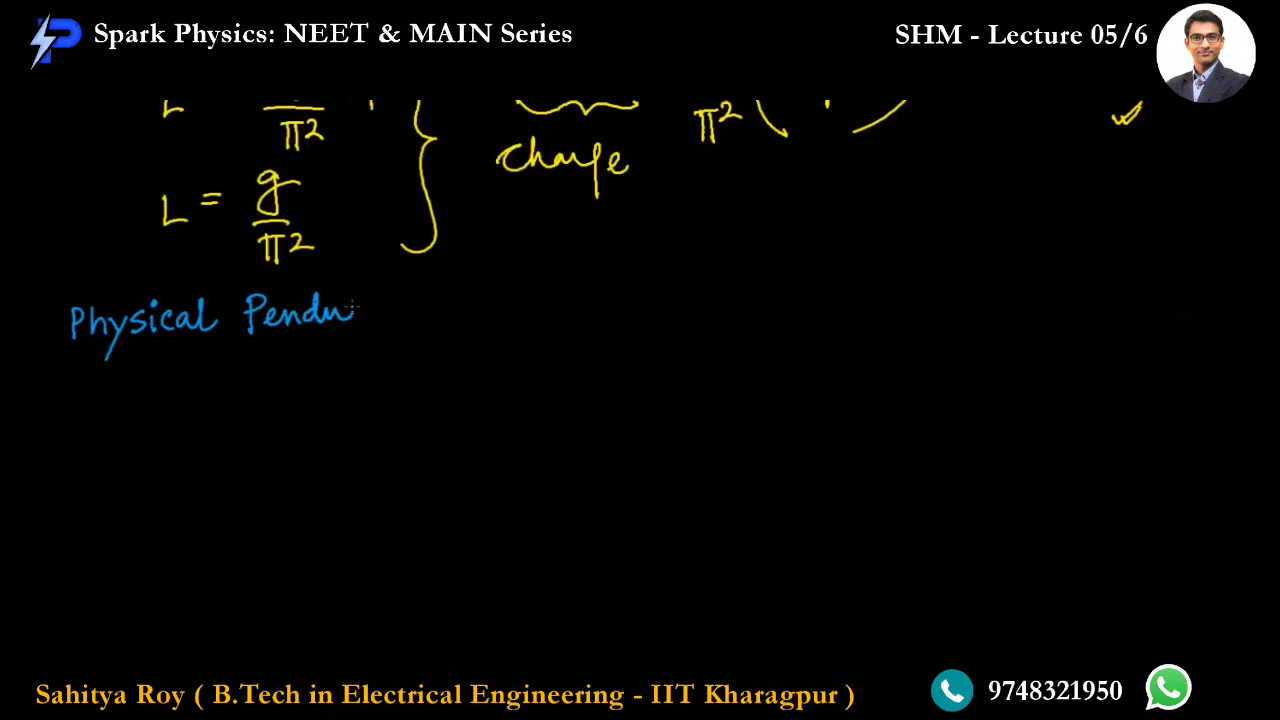 Spark Physics: NEET & MAIN Series
SHM - Lecture 05/6
π²
π²
charge
L = g/π²
Physical Pendu
Sahitya Roy ( B.Tech in Electrical Engineering - IIT Kharagpur )
9748321950